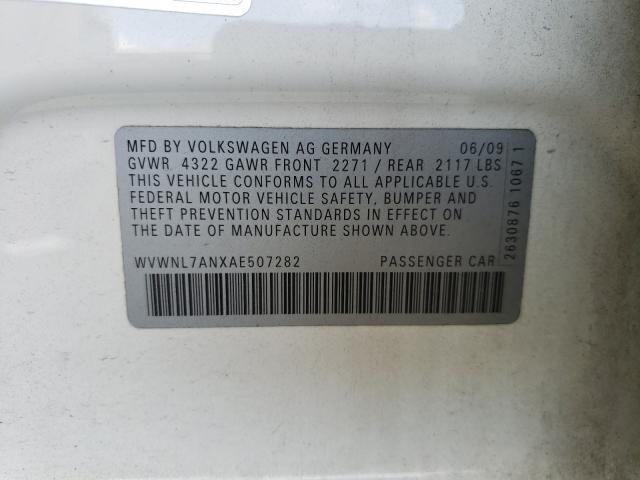 MFD BY VOLKSWAGEN AG GERMANY 06/09
GVWR 4322 GAWR FRONT 2271 / REAR 2117 LBS
THIS VEHICLE CONFORMS TO ALL APPLICABLE U.S.
FEDERAL MOTOR VEHICLE SAFETY, BUMPER AND
THEFT PREVENTION STANDARDS IN EFFECT ON
THE DATE OF MANUFACTURE SHOWN ABOVE.
WVWNL7ANXAE507282 PASSENGER CAR
2630876 1067 1